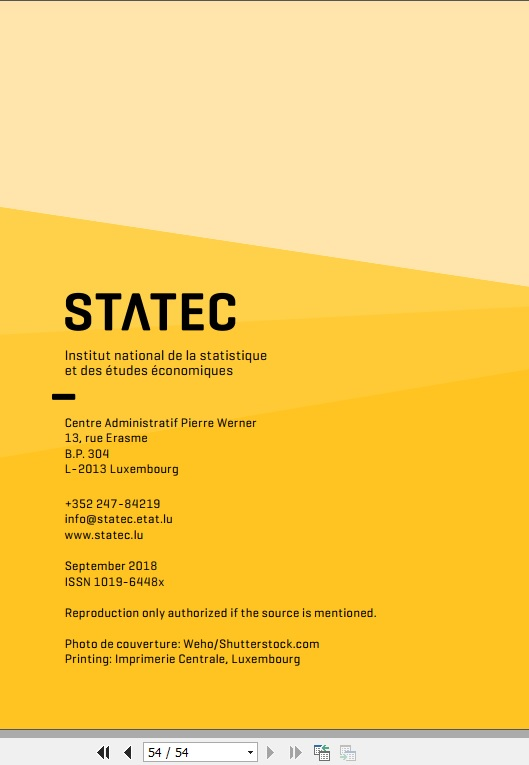 STATEC
Institut national de la statistique
et des études économiques
Centre Administratif Pierre Werner
13, rue Erasme
B.P. 304
L-2013 Luxembourg
+352 247-84219
info@statec.etat.lu
www.statec.lu
September 2018
ISSN 1019-6448x
Reproduction only authorized if the source is mentioned.
Photo de couverture: Weho/Shutterstock.com
Printing: Imprimerie Centrale, Luxembourg
54 / 54